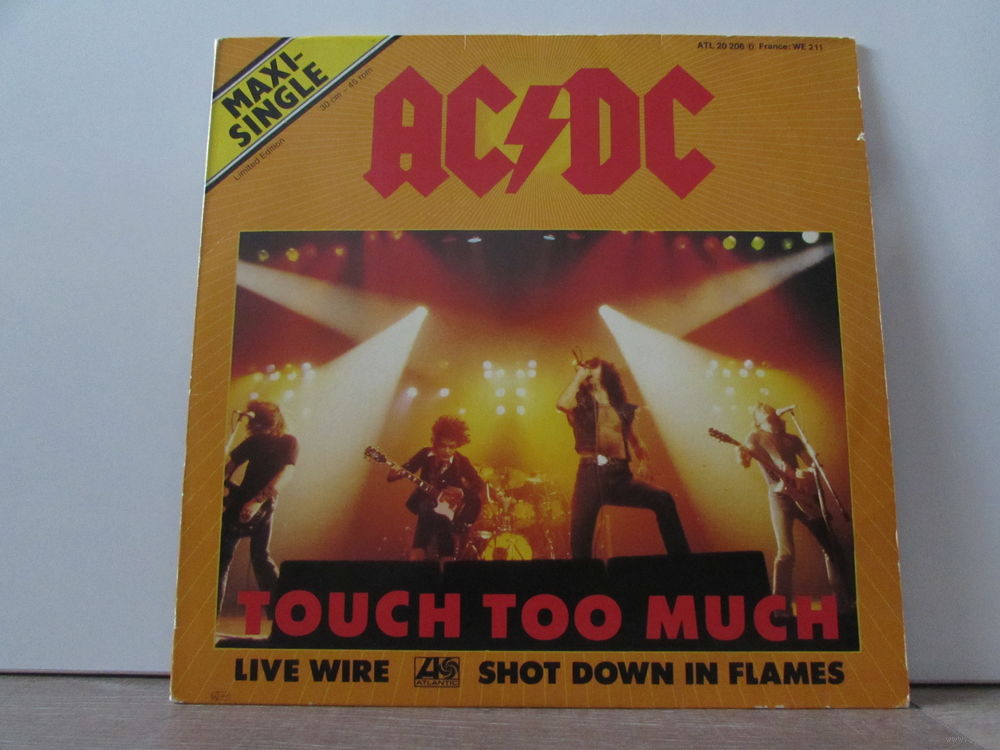 MAXI-
SINGLE
Limited Edition
30 cm - 45 rpm
ATL 20 206 France: WE 211
AC DC
TOUCH TOO MUCH
LIVE WIRE
ATLANTIC
SHOT DOWN IN FLAMES